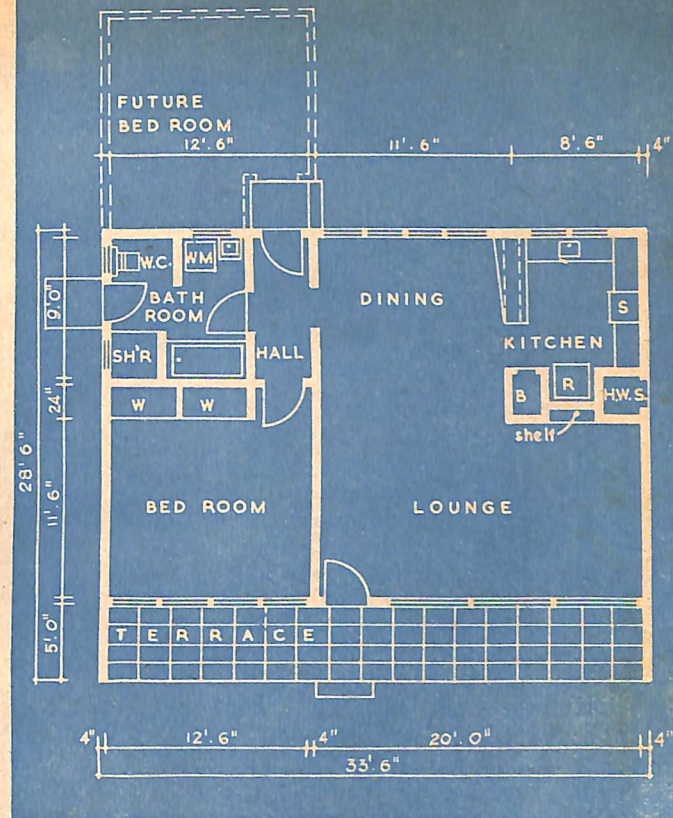 FUTURE
BED ROOM
12'.6" 11'.6" 8'.6" 4"
W.C. WM
BATH
ROOM
DINING
S
KITCHEN
SH'R
HALL
W W
B R H.W.S.
shelf
BED ROOM
LOUNGE
TERRACE
9'.0"
24"
28'6"
11'.6"
5'.0"
4" 12'.6" 4" 20'.0" 4"
33'.6"